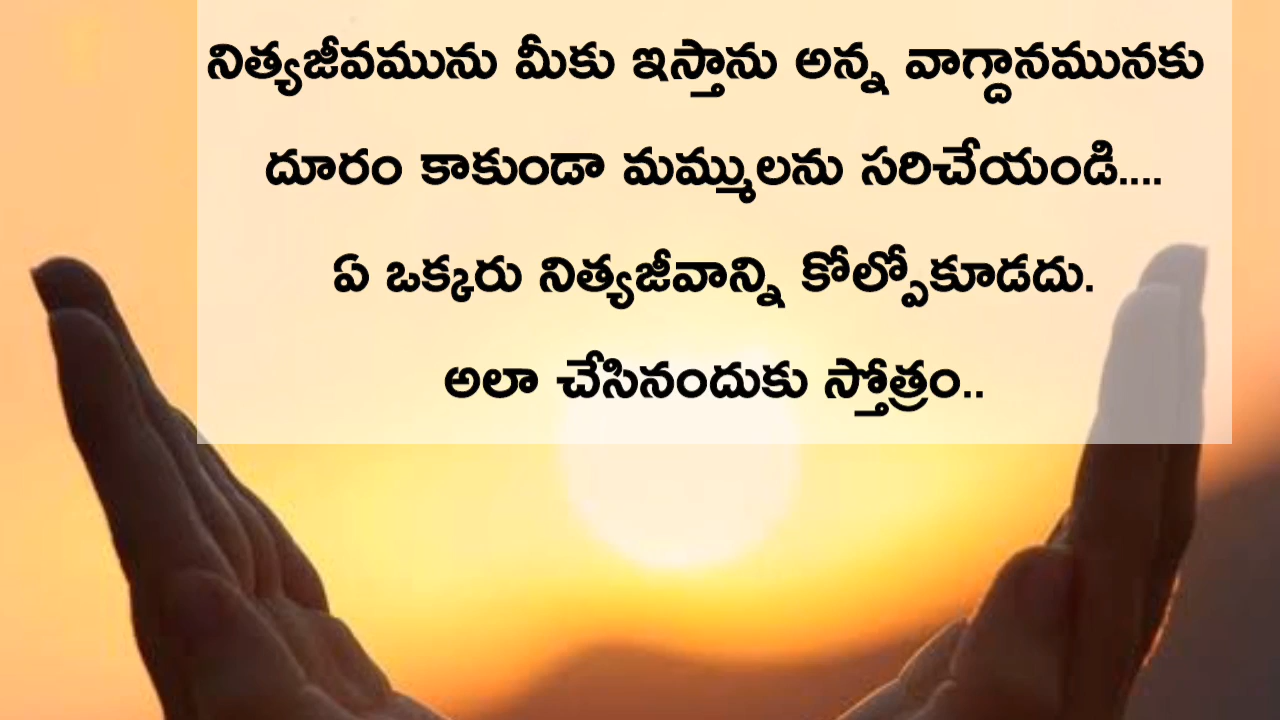 నిత్యజీవమును మీకు ఇస్తాను అన్న వాగ్దానమునకు
దూరం కాకుండా మమ్ములను సరిచేయండి....
ఏ ఒక్కరు నిత్యజీవాన్ని కోల్పోకూడదు.
అలా చేసినందుకు స్తోత్రం..